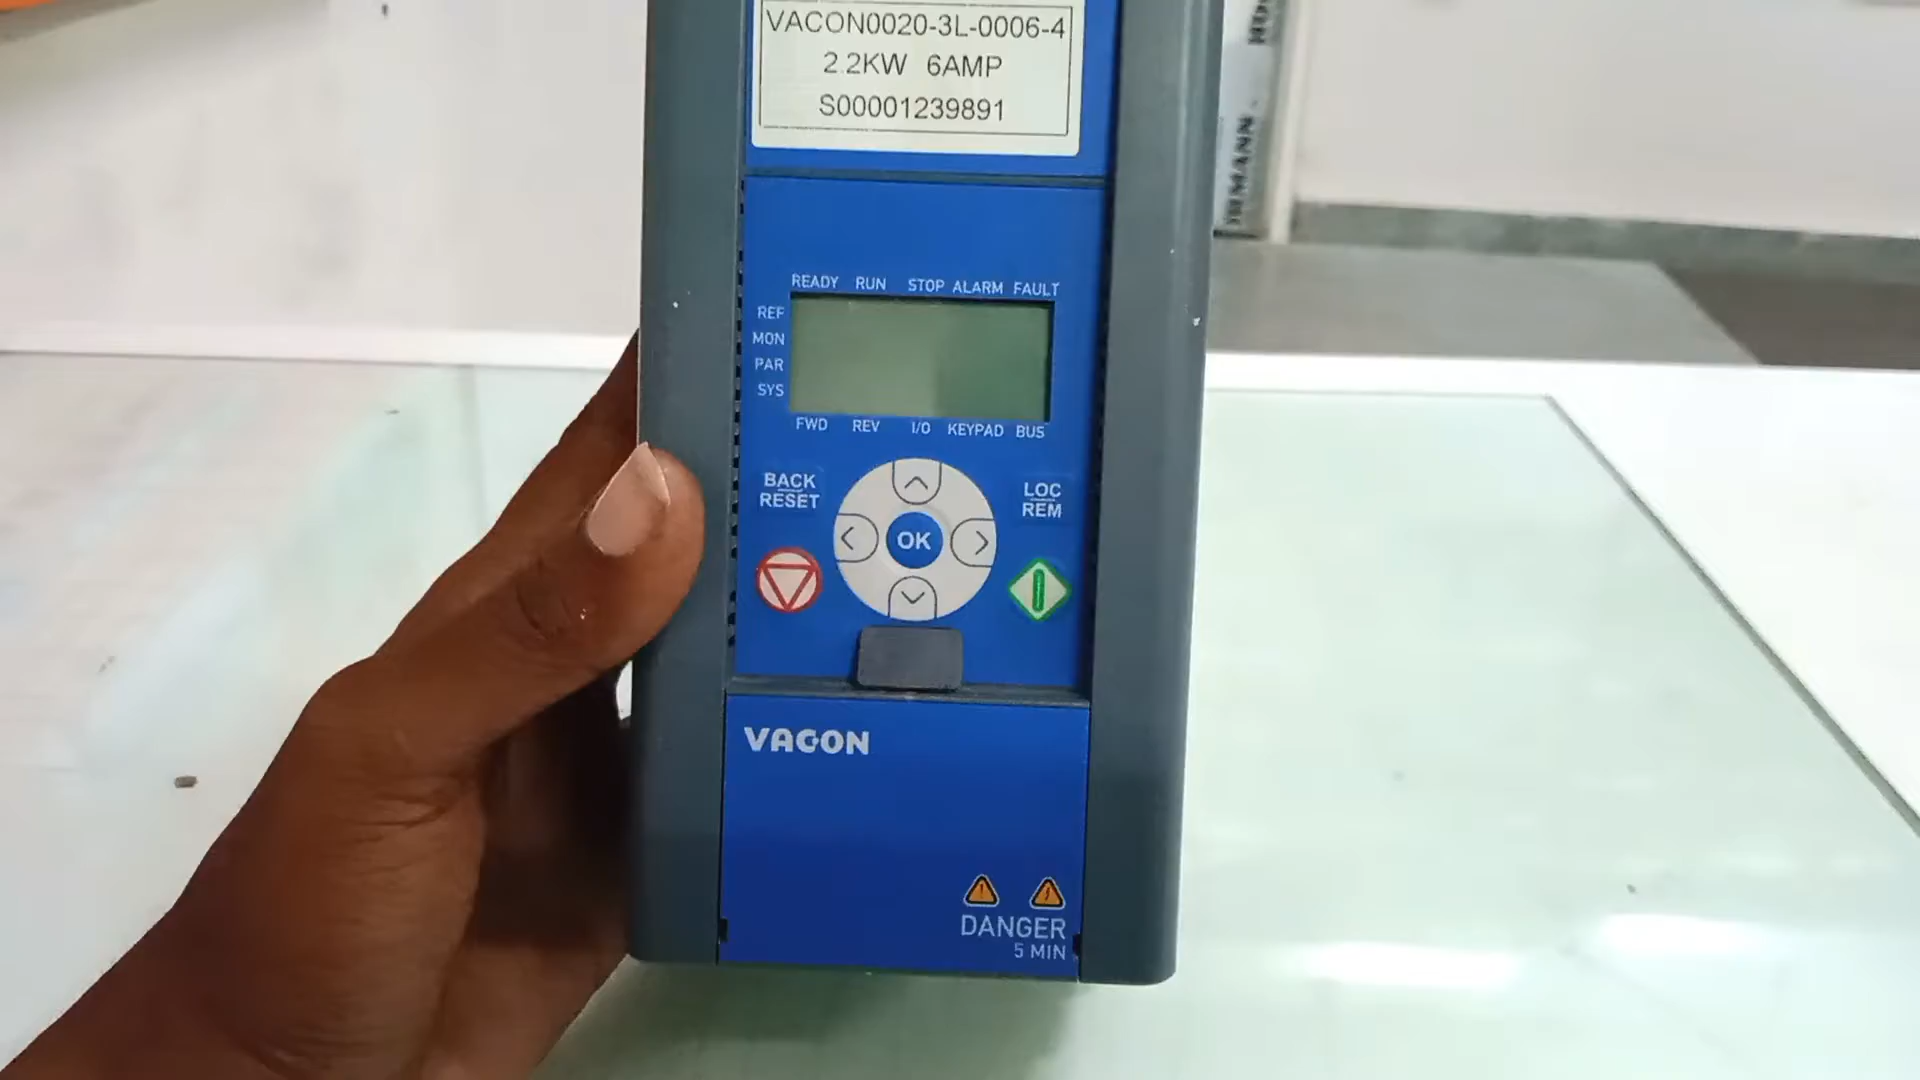 VACON0020-3L-0006-4
2.2KW 6AMP
S00001239891
READY RUN STOP ALARM FAULT
REF
MON
PAR
SYS
FWD REV I/O KEYPAD BUS
BACK
RESET
LOC
REM
OK
VACON
DANGER
5 MIN